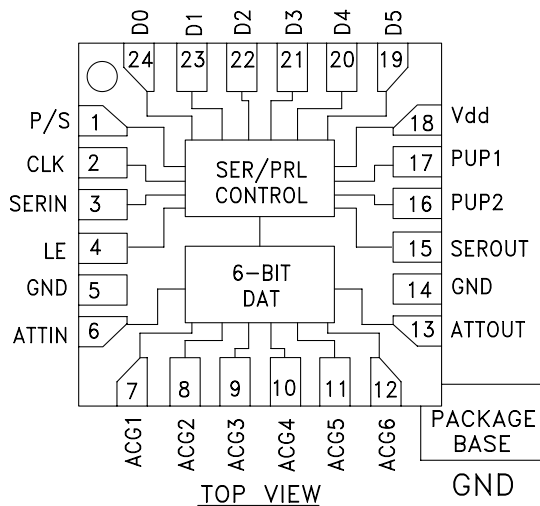 D0
D1
D2
D3
D4
D5
24
23
22
21
20
19
P/S
1
18
Vdd
CLK
2
SER/PRL
CONTROL
17
PUP1
SERIN
3
16
PUP2
LE
4
15
SEROUT
GND
5
6-BIT
DAT
14
GND
ATTIN
6
13
ATTOUT
7
8
9
10
11
12
ACG1
ACG2
ACG3
ACG4
ACG5
ACG6
PACKAGE
BASE
GND
TOP VIEW